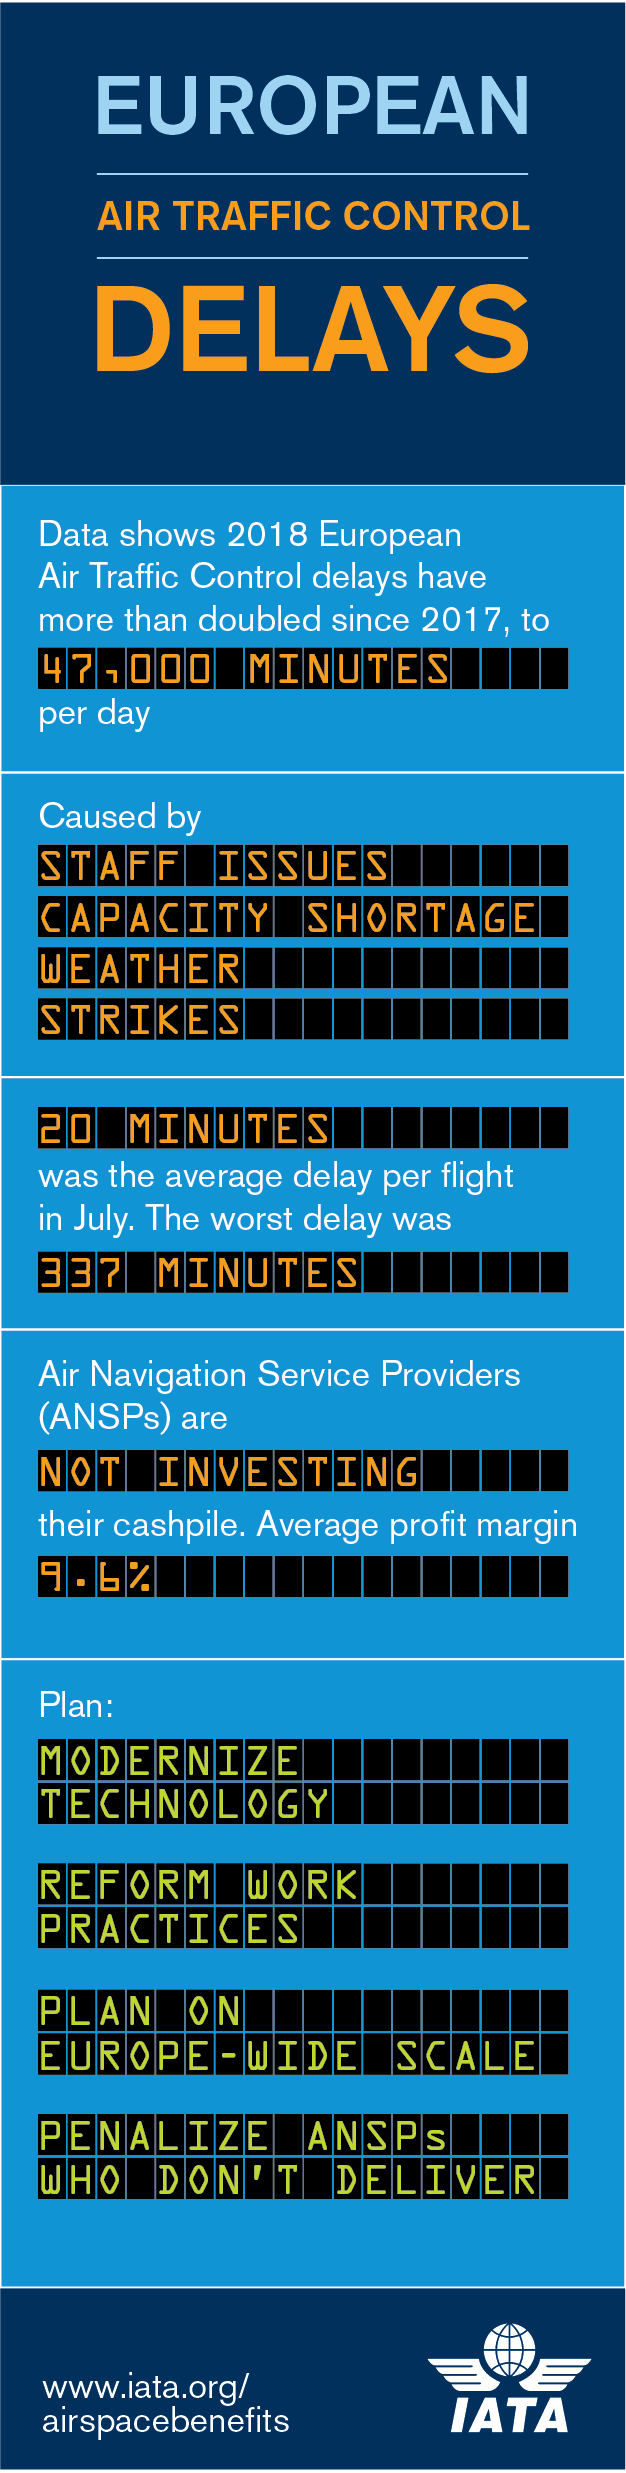 EUROPEAN
AIR TRAFFIC CONTROL
DELAYS
Data shows 2018 European
Air Traffic Control delays have
more than doubled since 2017, to
47,000 MINUTES
per day
Caused by
STAFF ISSUES
CAPACITY SHORTAGE
WEATHER
STRIKES
20 MINUTES
was the average delay per flight
in July. The worst delay was
337 MINUTES
Air Navigation Service Providers
(ANSPs) are
NOT INVESTING
their cashpile. Average profit margin
9.6%
Plan:
MODERNIZE
TECHNOLOGY
REFORM WORK
PRACTICES
PLAN ON
EUROPE-WIDE SCALE
PENALIZE ANSPs
WHO DON'T DELIVER
www.iata.org/
airspacebenefits
IATA